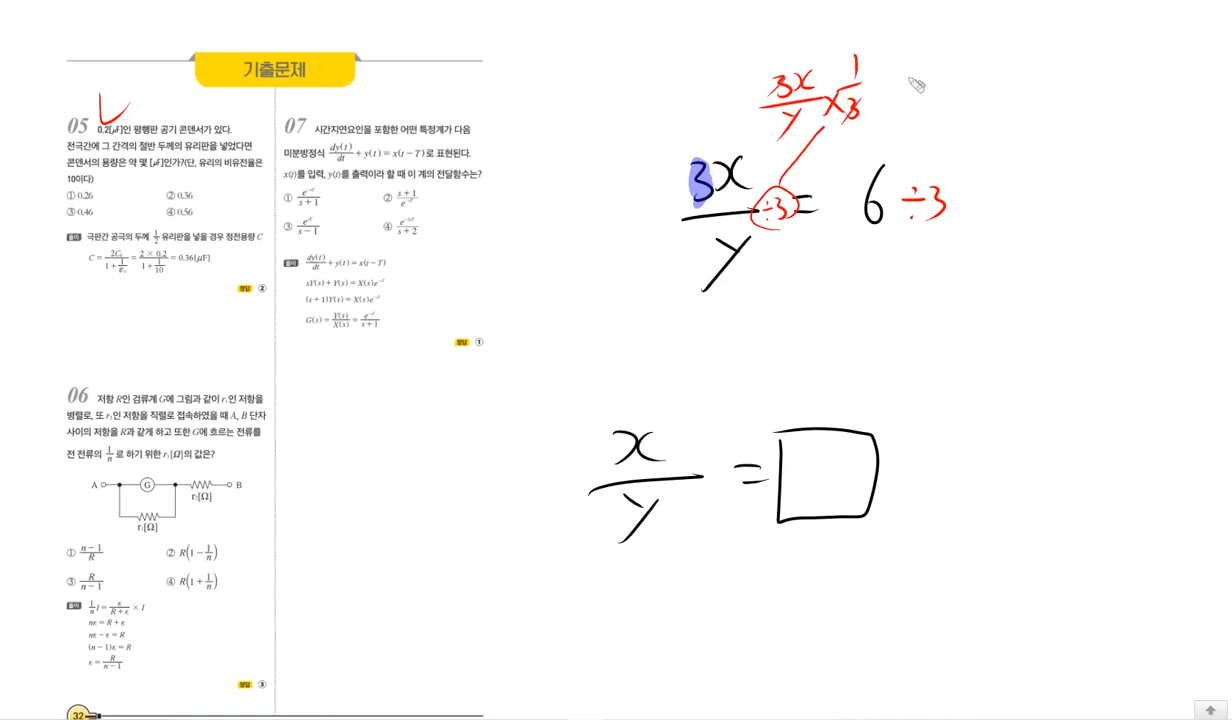 기출문제
05 0.2[μF]인 평행판 공기 콘덴서가 있다.
전극간에 그 간격의 절반 두께의 유리판을 넣었다면
콘덴서의 용량은 약 몇 [μF]인가?(단, 유리의 비유전율은
10이다)
① 0.26 ② 0.36
③ 0.46 ④ 0.56
풀이 극판간 공극의 두께 1/2 유리판을 넣을 경우 정전용량 C
C = 2C₀/(1+1/εₛ) = (2 × 0.2)/(1+1/10) = 0.36[μF]
정답 ②
06 저항 R인 검류계 G에 그림과 같이 r₁인 저항을
병렬로, 또 r₂인 저항을 직렬로 접속하였을 때 A, B 단자
사이의 저항을 R과 같게 하고 또한 G에 흐르는 전류를
전 전류의 1/n로 하기 위한 r₁[Ω]의 값은?
A G B
r₂[Ω]
r₁[Ω]
① (n−1)/R ② R(1−1/n)
③ R/(n−1) ④ R(1+1/n)
풀이 1/n I = ε/(R+ε) × I
nε = R + ε
nε − ε = R
(n−1)ε = R
ε = R/(n−1)
정답 ③
32
07 시간지연요인을 포함한 어떤 특정계가 다음
미분방정식 dy(t)/dt + y(t) = x(t−T)로 표현된다.
x(t)를 입력, y(t)를 출력이라 할 때 이 계의 전달함수는?
① e^(−sT)/(s+1) ② (s+1)/e^(−sT)
③ e^(sT)/(s−1) ④ e^(−2sT)/(s+2)
풀이 dy(t)/dt + y(t) = x(t−T)
sY(s) + Y(s) = X(s)e^(−sT)
(s+1)Y(s) = X(s)e^(−sT)
G(s) = Y(s)/X(s) = e^(−sT)/(s+1)
정답 ①
3x/y × 1/3
3x/y ÷3 = 6 ÷3
x/y = □